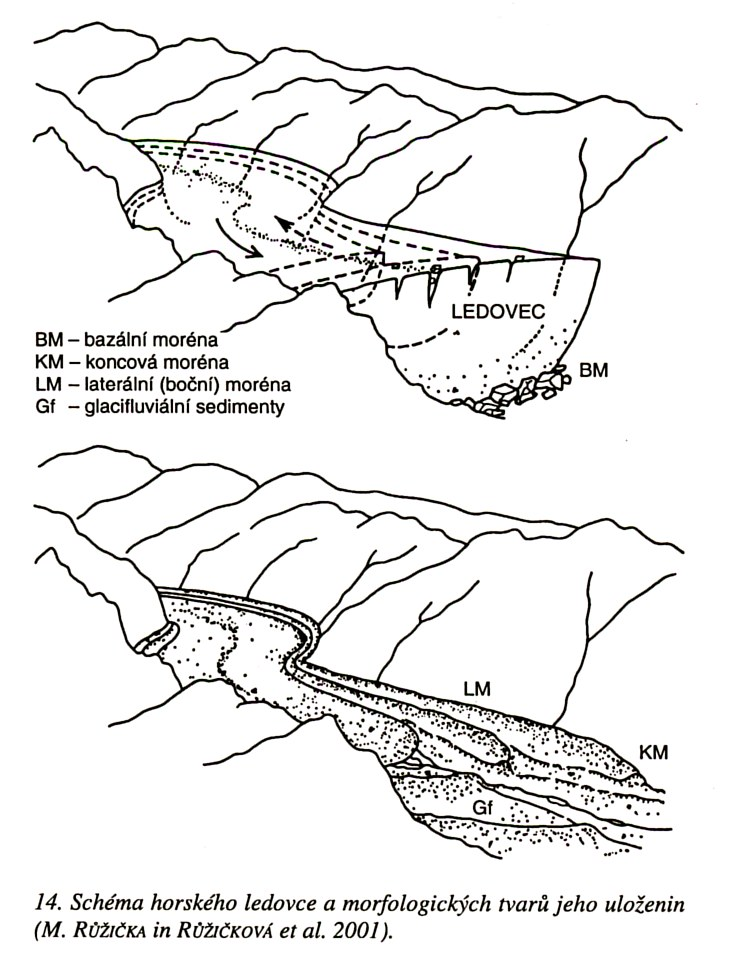 LEDOVEC
BM – bazální moréna
KM – koncová moréna
LM – laterální (boční) moréna
Gf – glacifluviální sedimenty
BM
LM
KM
Gf
14. Schéma horského ledovce a morfologických tvarů jeho uloženin
(M. RŮŽIČKA in RŮŽIČKOVÁ et al. 2001).